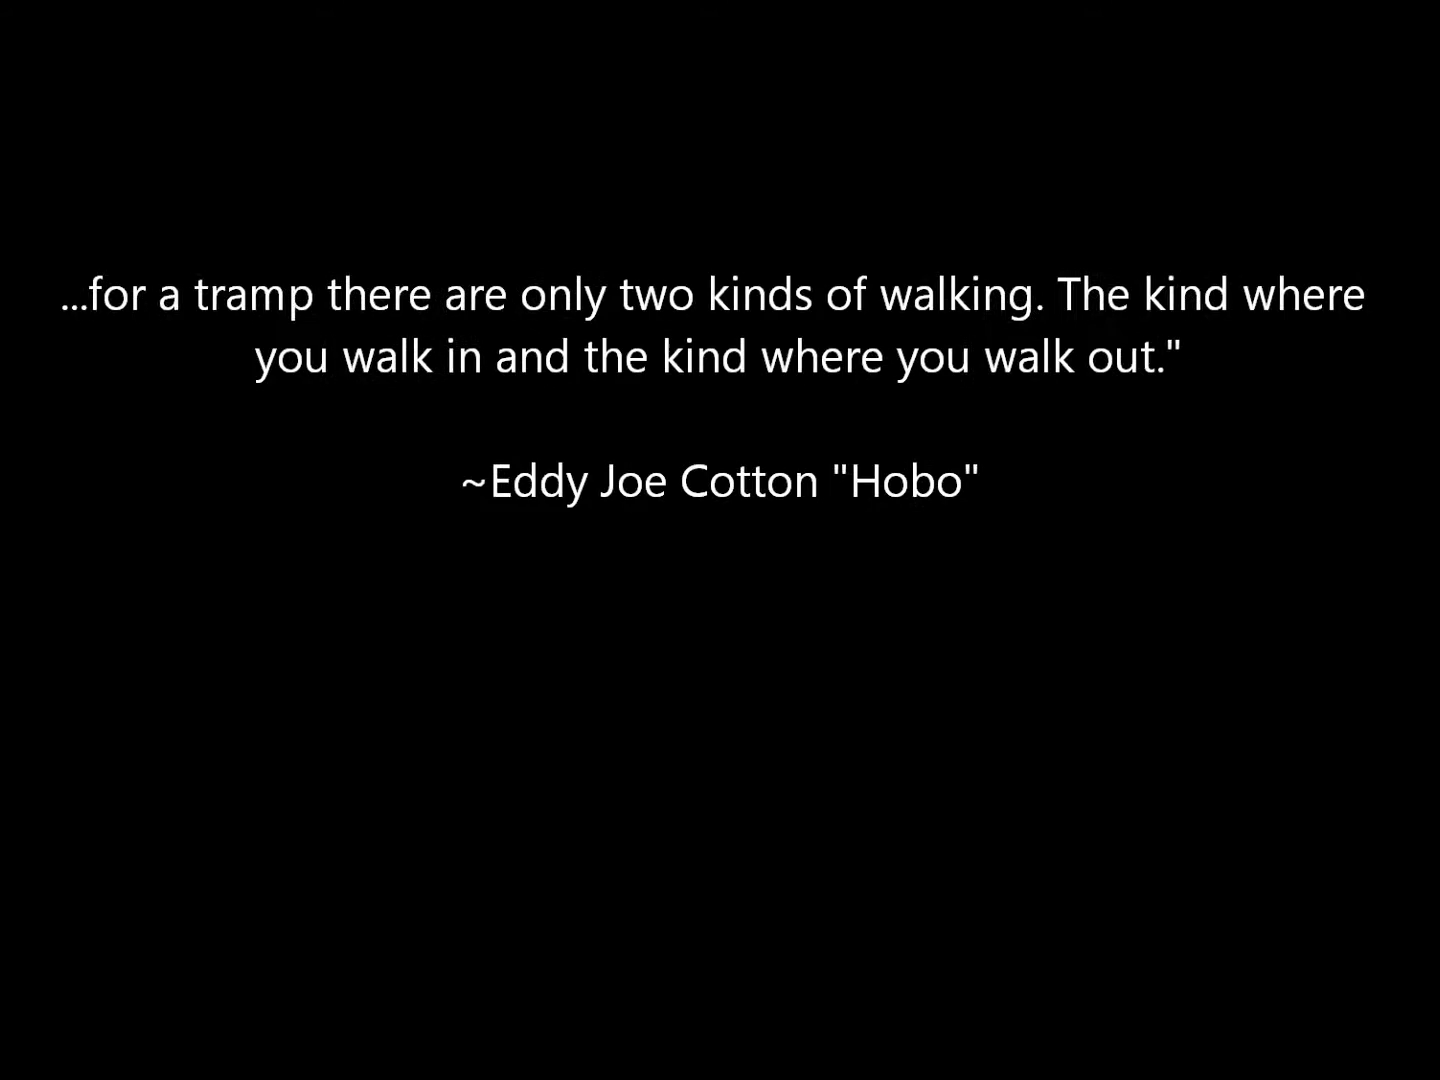 ...for a tramp there are only two kinds of walking. The kind where
you walk in and the kind where you walk out."
~Eddy Joe Cotton "Hobo"